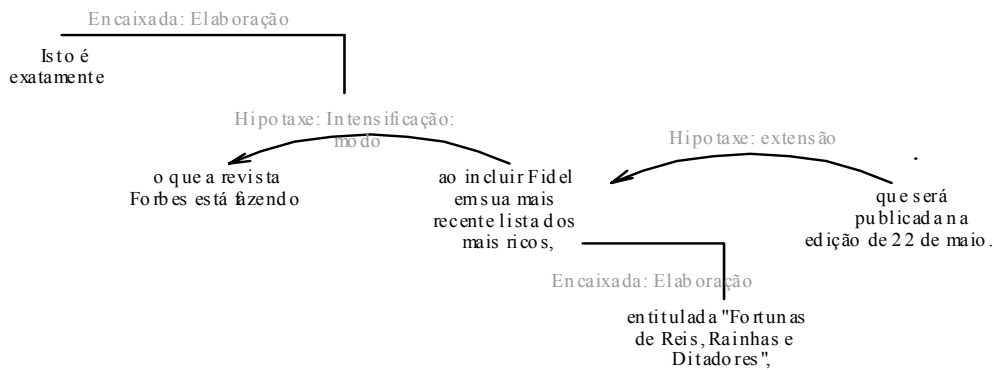 Encaixada: Elaboração
Isto é
exatamente
Hipotaxe: Intensificação:
modo
Hipotaxe: extensão
o que a revista
Forbes está fazendo
ao incluir Fidel
em sua mais
recente lista dos
mais ricos,
que será
publicada na
edição de 22 de maio.
Encaixada: Elaboração
entitulada "Fortunas
de Reis, Rainhas e
Ditadores",